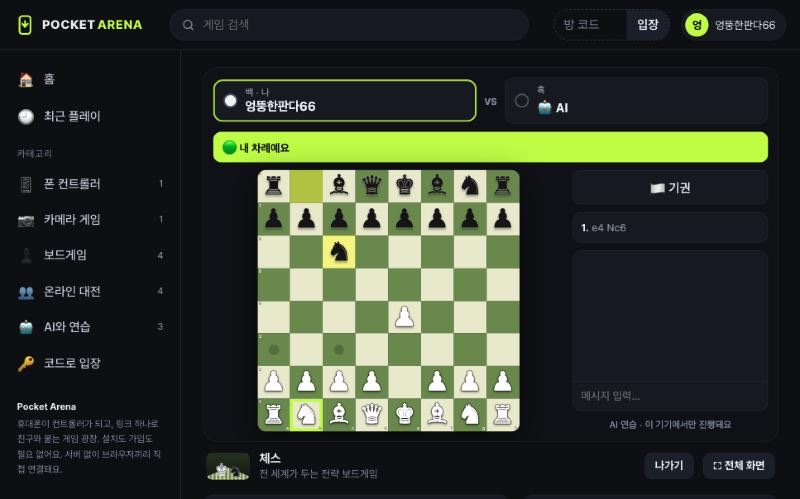 POCKET ARENA
게임 검색
방 코드
입장
엉
엉뚱한판다66
홈
최근 플레이
카테고리
폰 컨트롤러 1
카메라 게임 1
보드게임 4
온라인 대전 4
AI와 연습 3
코드로 입장
Pocket Arena
휴대폰이 컨트롤러가 되고, 링크 하나로
친구와 붙는 게임 광장. 설치도 가입도
필요 없어요. 서버 없이 브라우저끼리 직
접 연결돼요.
백 · 나
엉뚱한판다66
VS
흑
AI
내 차례예요
기권
1. e4 Nc6
메시지 입력…
AI 연습 · 이 기기에서만 진행돼요
체스
전 세계가 두는 전략 보드게임
나가기
전체 화면